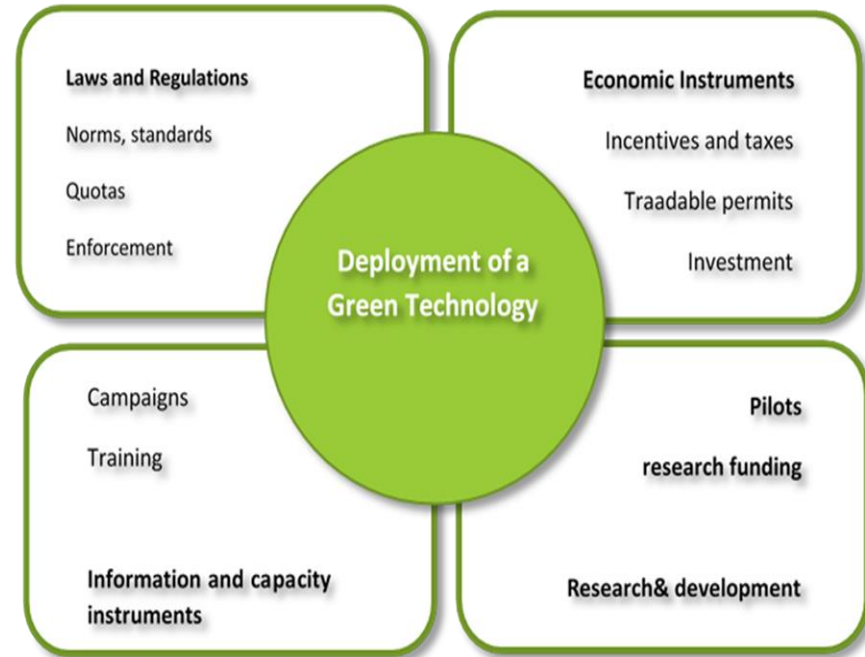 Laws and Regulations
Norms, standards
Quotas
Enforcement
Economic Instruments
Incentives and taxes
Traadable permits
Investment
Deployment of a
Green Technology
Campaigns
Training
Information and capacity
instruments
Pilots
research funding
Research& development